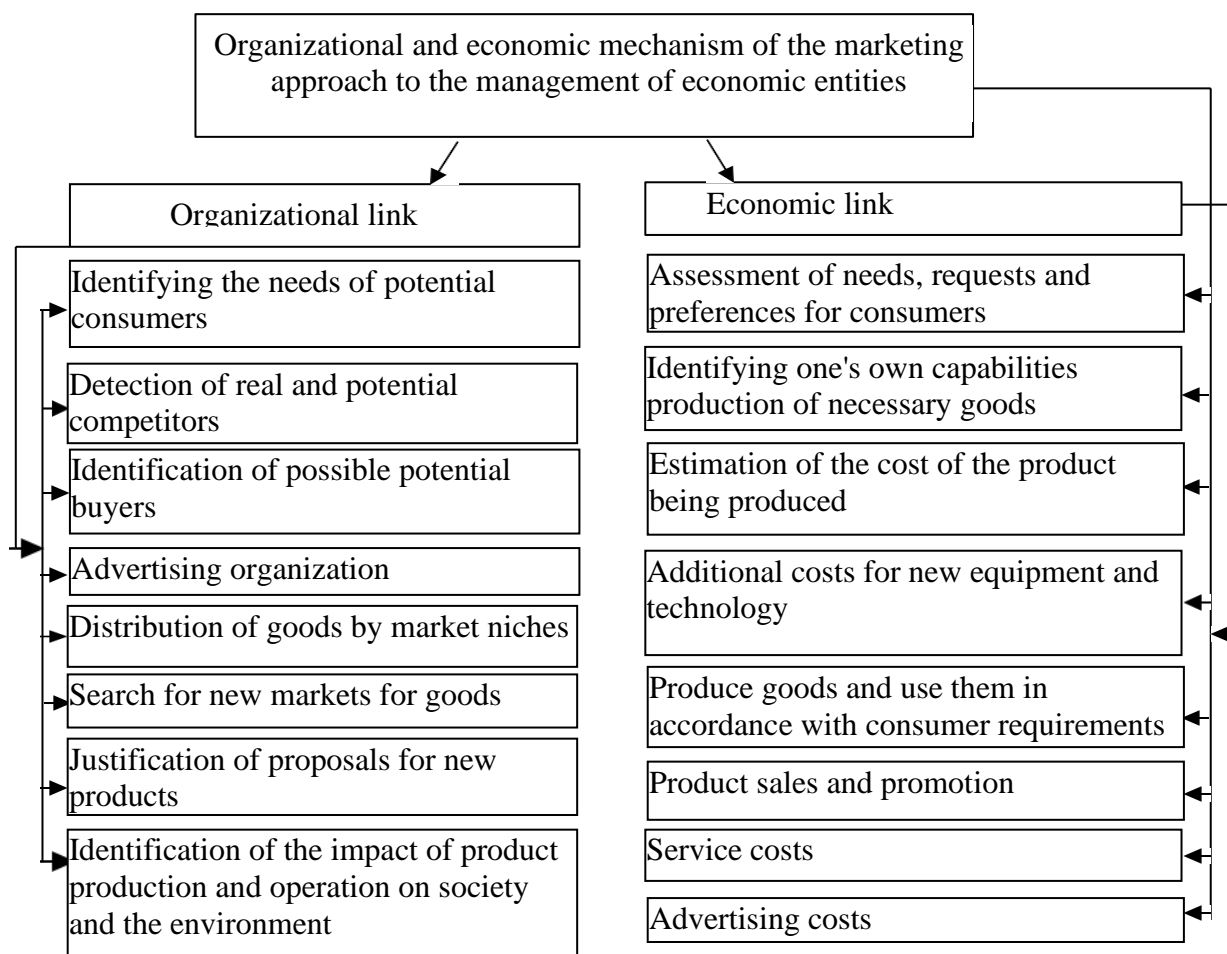 Organizational and economic mechanism of the marketing
approach to the management of economic entities
Organizational link
Economic link
Identifying the needs of potential
consumers
Detection of real and potential
competitors
Identification of possible potential
buyers
Advertising organization
Distribution of goods by market niches
Search for new markets for goods
Justification of proposals for new
products
Identification of the impact of product
production and operation on society
and the environment
Assessment of needs, requests and
preferences for consumers
Identifying one's own capabilities
production of necessary goods
Estimation of the cost of the product
being produced
Additional costs for new equipment and
technology
Produce goods and use them in
accordance with consumer requirements
Product sales and promotion
Service costs
Advertising costs